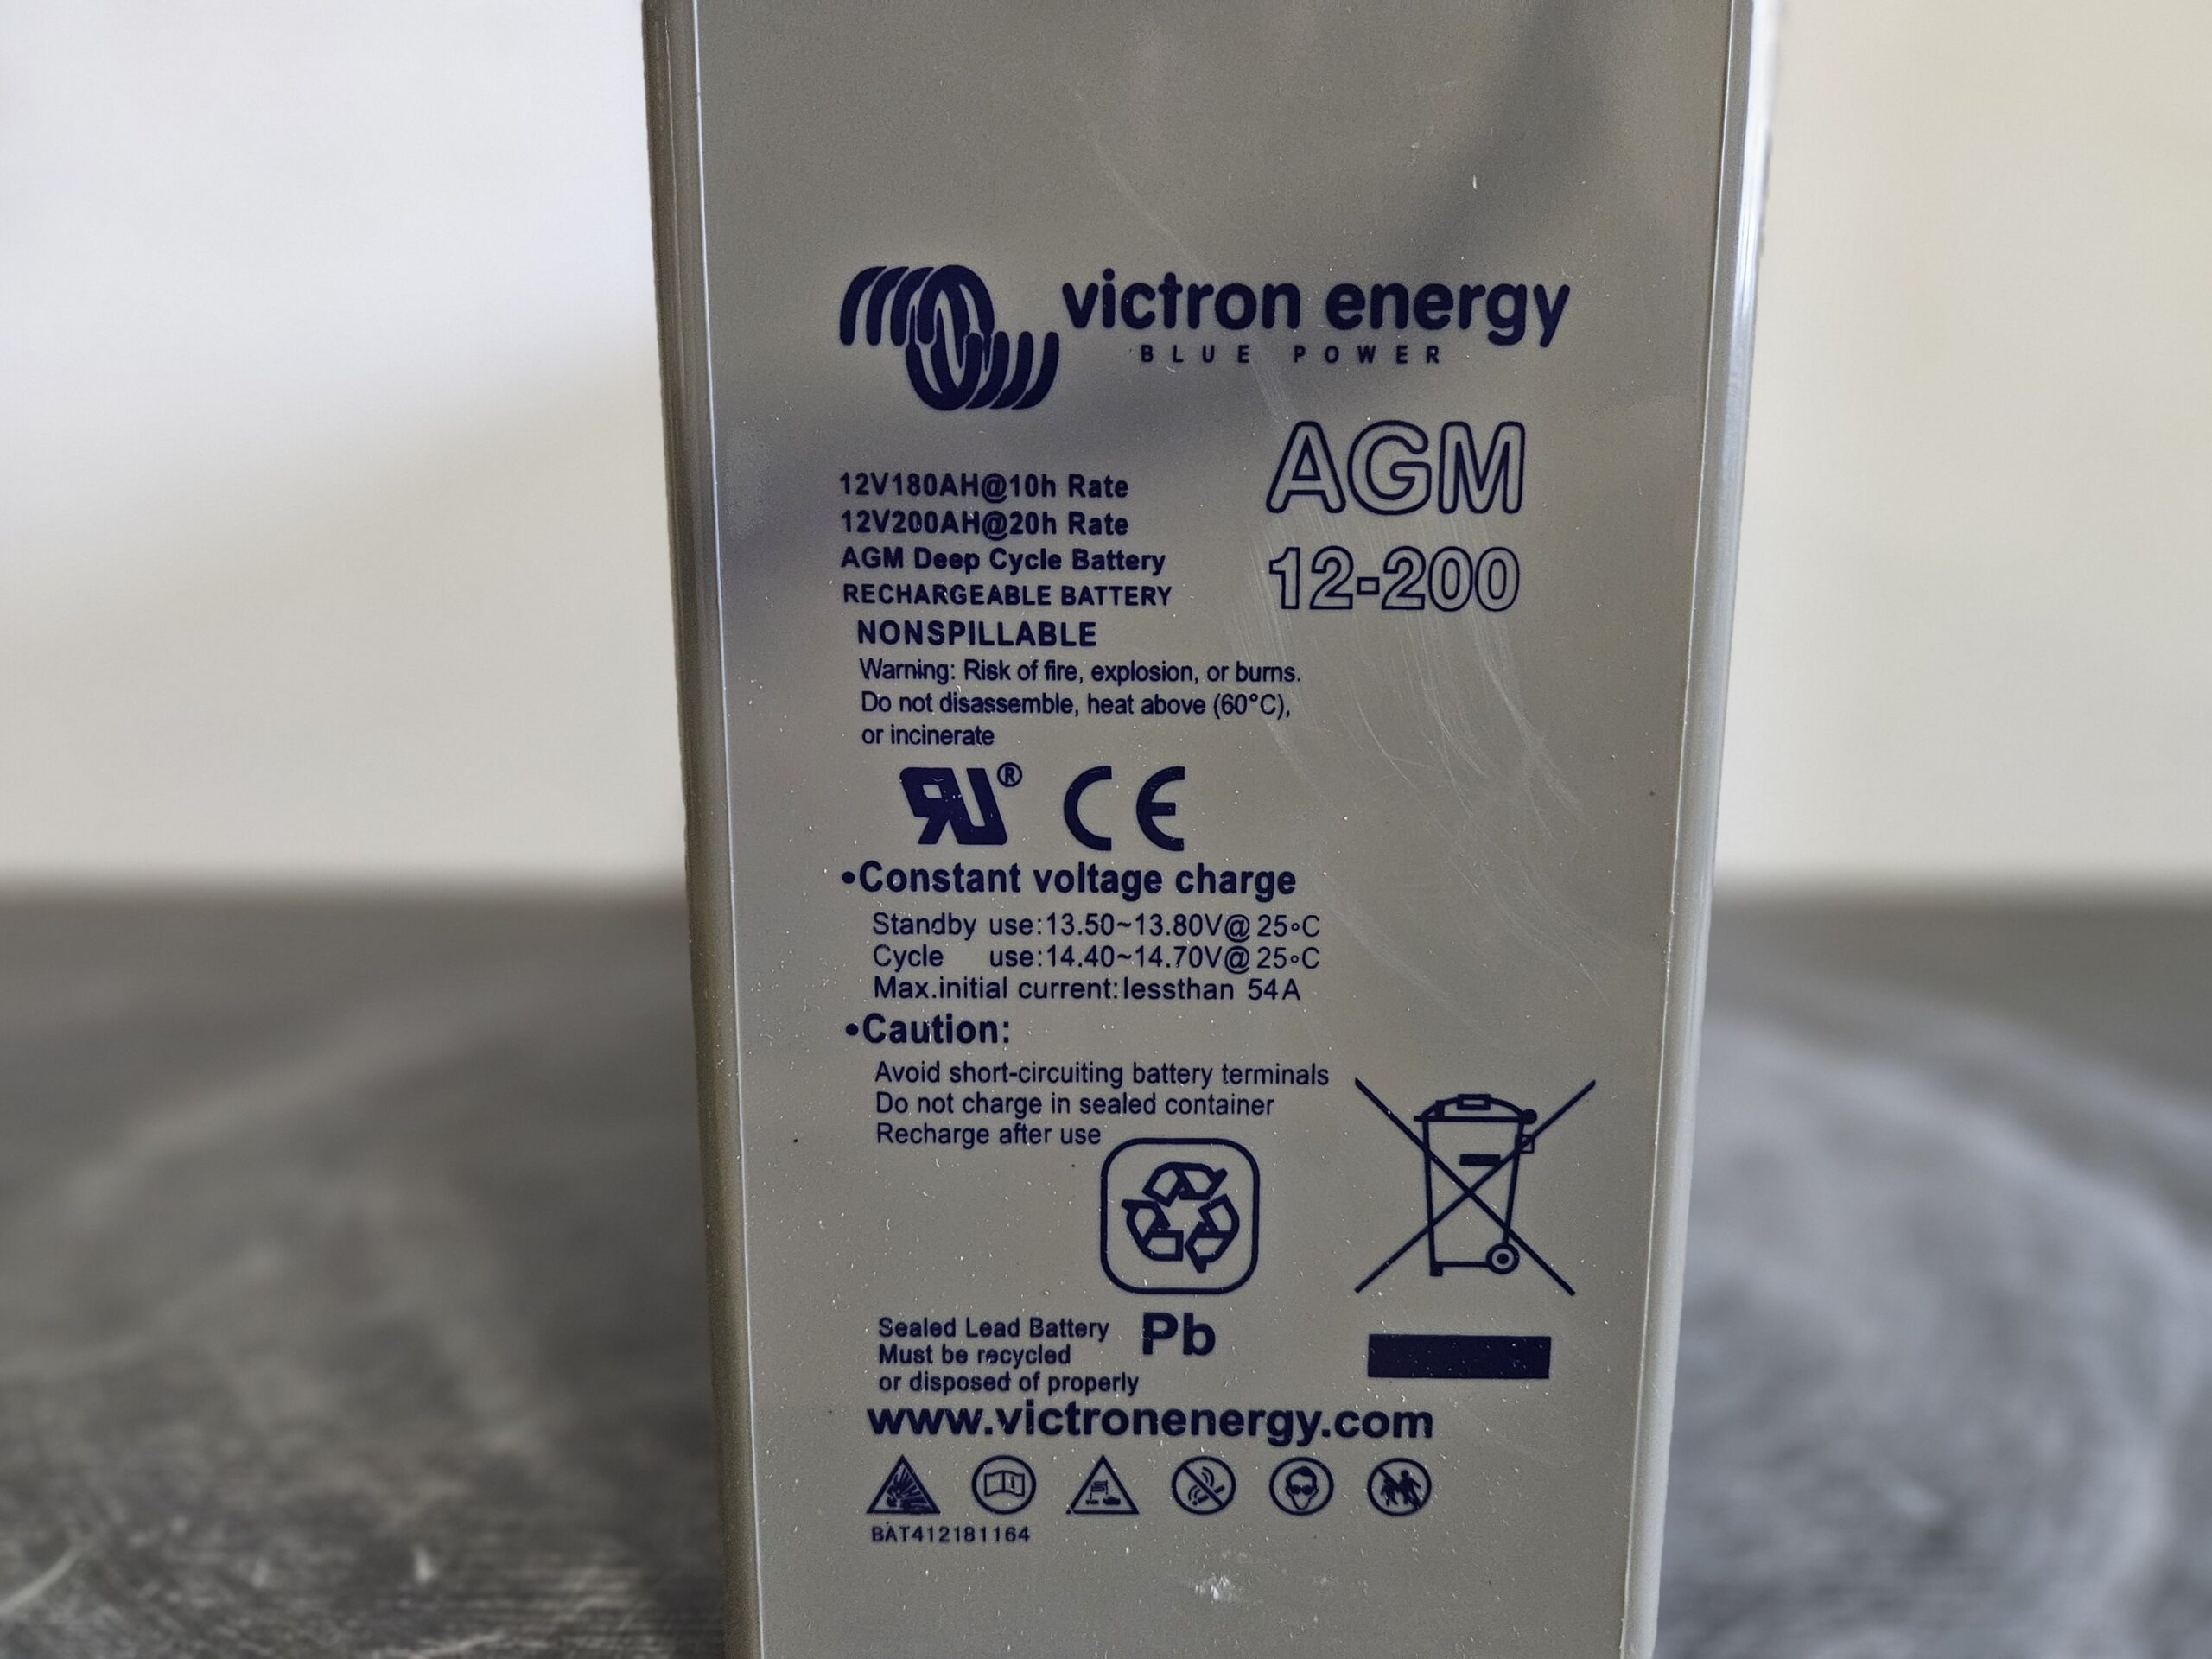 victron energy
BLUE POWER
AGM
12-200
12V180AH@10h Rate
12V200AH@20h Rate
AGM Deep Cycle Battery
RECHARGEABLE BATTERY
NONSPILLABLE
Warning: Risk of fire, explosion, or burns.
Do not disassemble, heat above (60°C),
or incinerate
RU® CE
•Constant voltage charge
Standby use:13.50~13.80V@25°C
Cycle use:14.40~14.70V@25°C
Max.initial current:lessthan 54A
•Caution:
Avoid short-circuiting battery terminals
Do not charge in sealed container
Recharge after use
Sealed Lead Battery
Must be recycled
or disposed of properly
Pb
www.victronenergy.com
BAT412181164